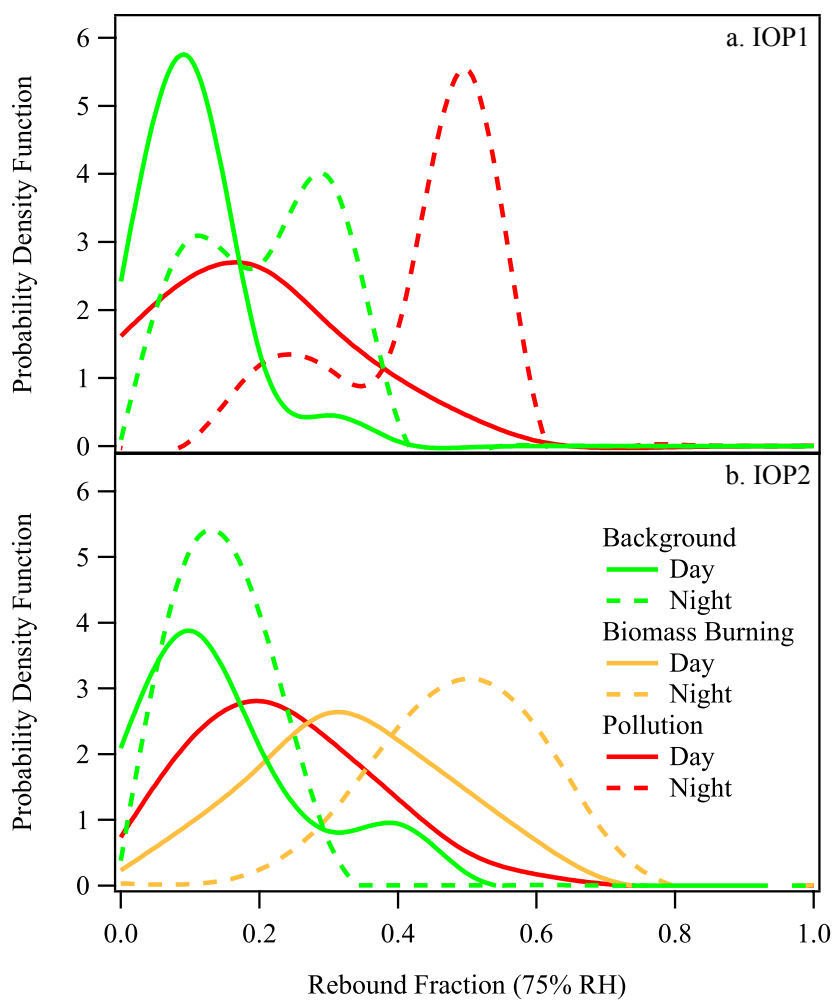 a. IOP1
Probability Density Function
6
5
4
3
2
1
0
b. IOP2
Probability Density Function
6
5
4
3
2
1
0
Background
Day
Night
Biomass Burning
Day
Night
Pollution
Day
Night
0.0 0.2 0.4 0.6 0.8 1.0
Rebound Fraction (75% RH)